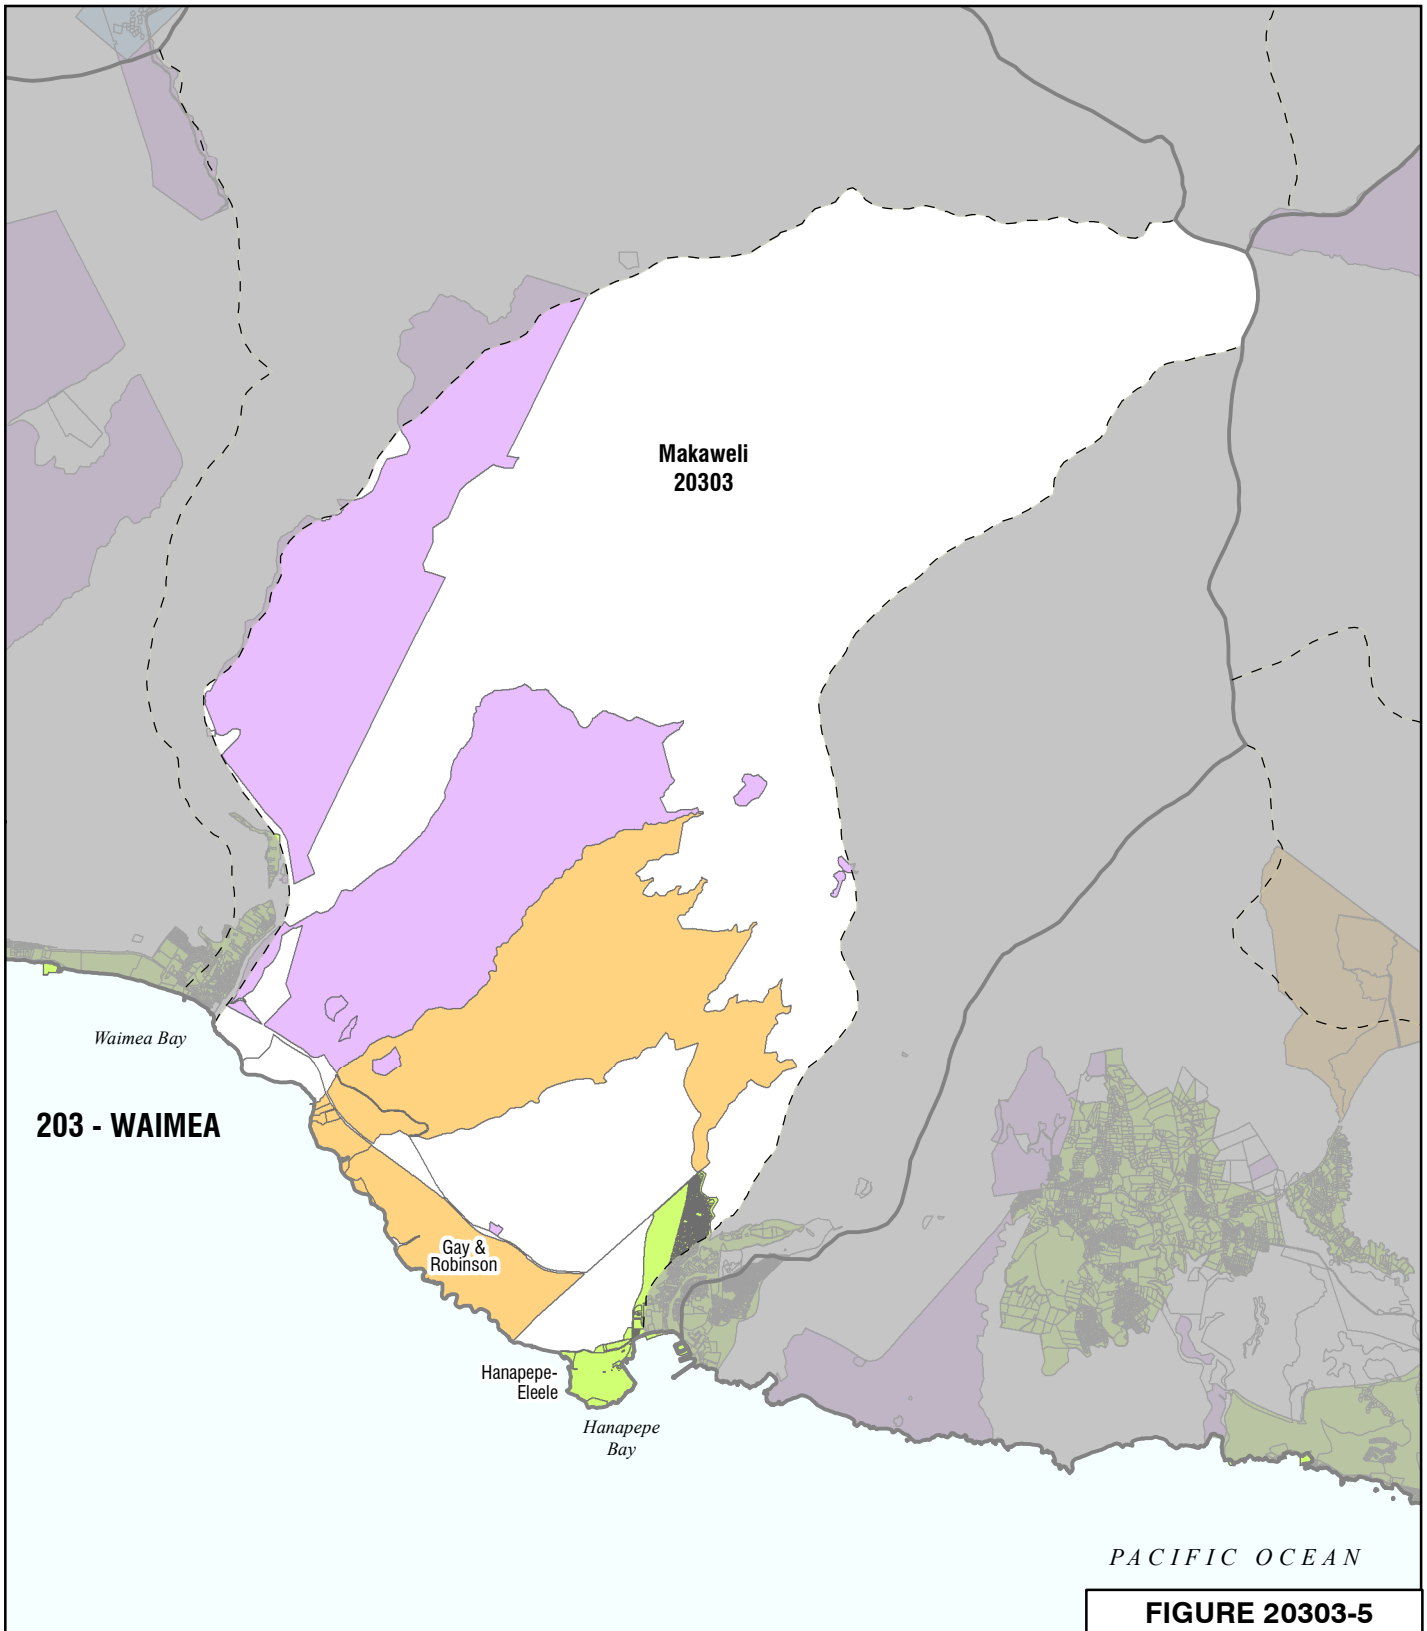 Makaweli
20303
Waimea Bay
203 - WAIMEA
Gay &
Robinson
Hanapepe-
Eleele
Hanapepe
Bay
PACIFIC OCEAN
FIGURE 20303-5